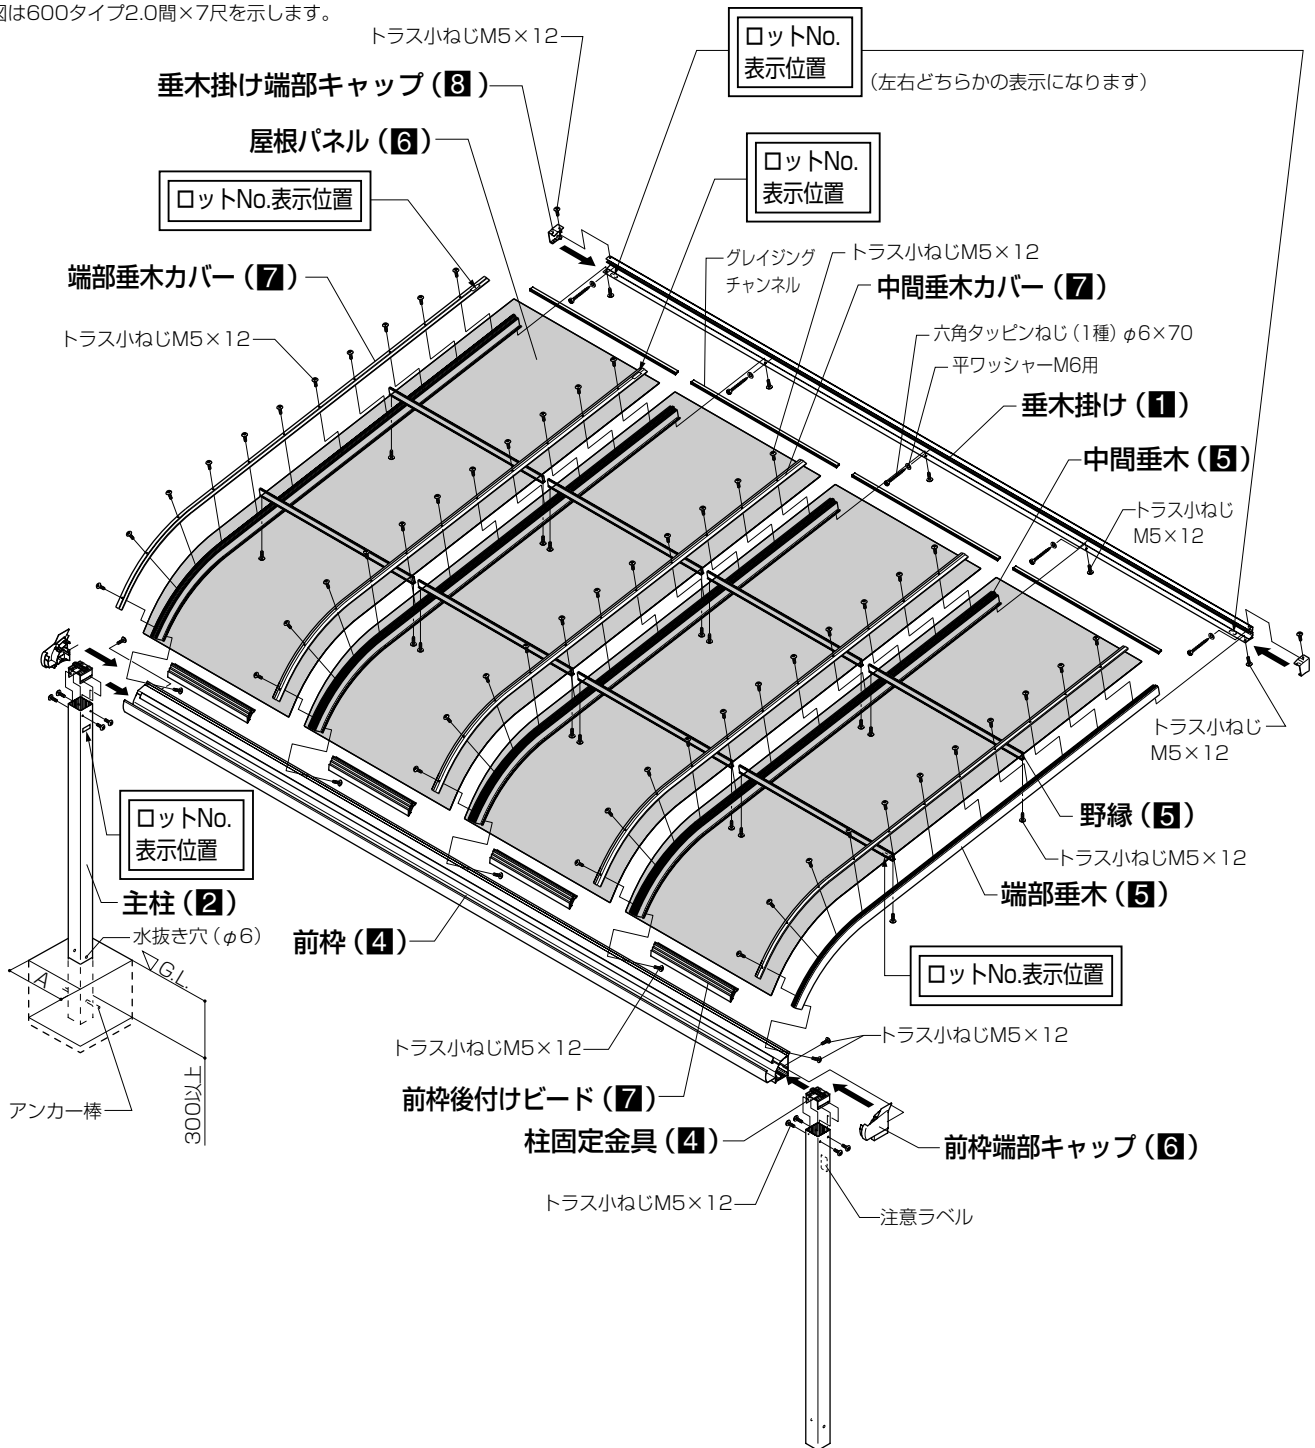 図は600タイプ2.0間×7尺を示します。
トラス小ねじM5×12
ロットNo.
表示位置
(左右どちらかの表示になります)
垂木掛け端部キャップ(8)
屋根パネル(6)
ロットNo.
表示位置
ロットNo.表示位置
グレイジング
チャンネル
トラス小ねじM5×12
端部垂木カバー(7)
中間垂木カバー(7)
トラス小ねじM5×12
六角タッピンねじ(1種)φ6×70
平ワッシャーM6用
垂木掛け(1)
中間垂木(5)
トラス小ねじ
M5×12
トラス小ねじ
M5×12
ロットNo.
表示位置
野縁(5)
トラス小ねじM5×12
端部垂木(5)
主柱(2)
水抜き穴(φ6)
前枠(4)
ロットNo.表示位置
G.L.
A
トラス小ねじM5×12
トラス小ねじM5×12
300以上
アンカー棒
前枠後付けビード(7)
柱固定金具(4)
前枠端部キャップ(6)
トラス小ねじM5×12
注意ラベル